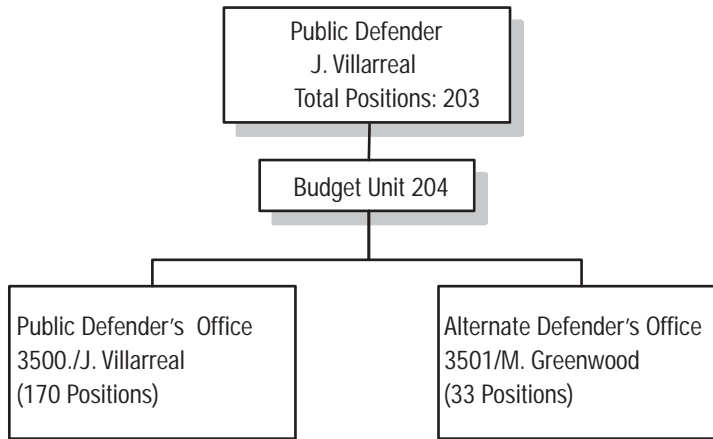 Public Defender
J. Villarreal
Total Positions: 203
Budget Unit 204
Public Defender's Office
3500./J. Villarreal
(170 Positions)
Alternate Defender's Office
3501/M. Greenwood
(33 Positions)